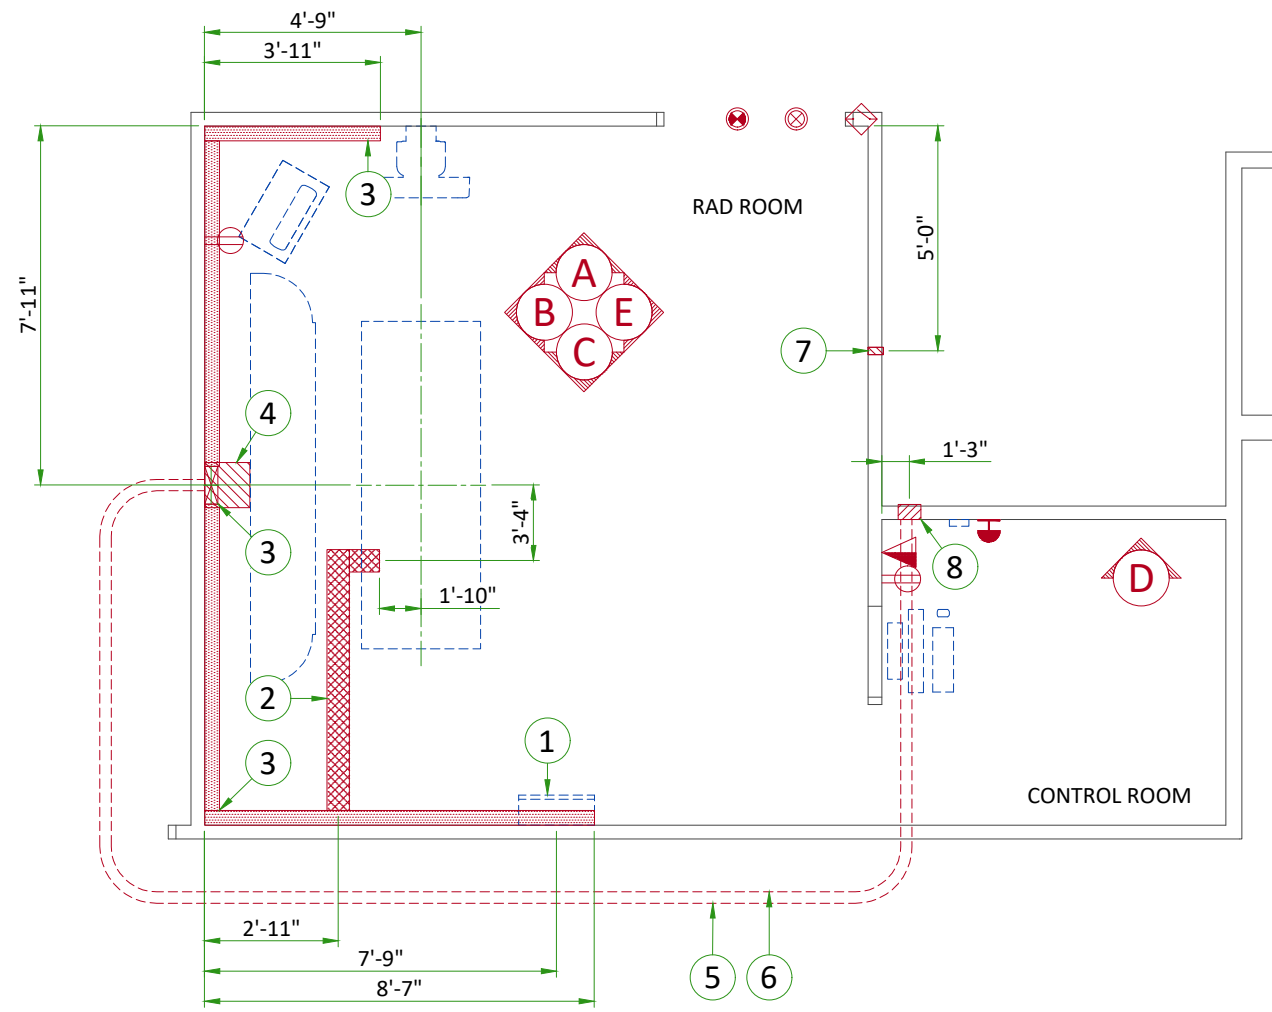 4'-9"
3'-11"
3
RAD ROOM
5'-0"
7'-11"
A
B
E
C
7
4
1'-3"
3'-4"
3
8
D
1'-10"
2
1
3
CONTROL ROOM
2'-11"
7'-9"
5
6
8'-7"